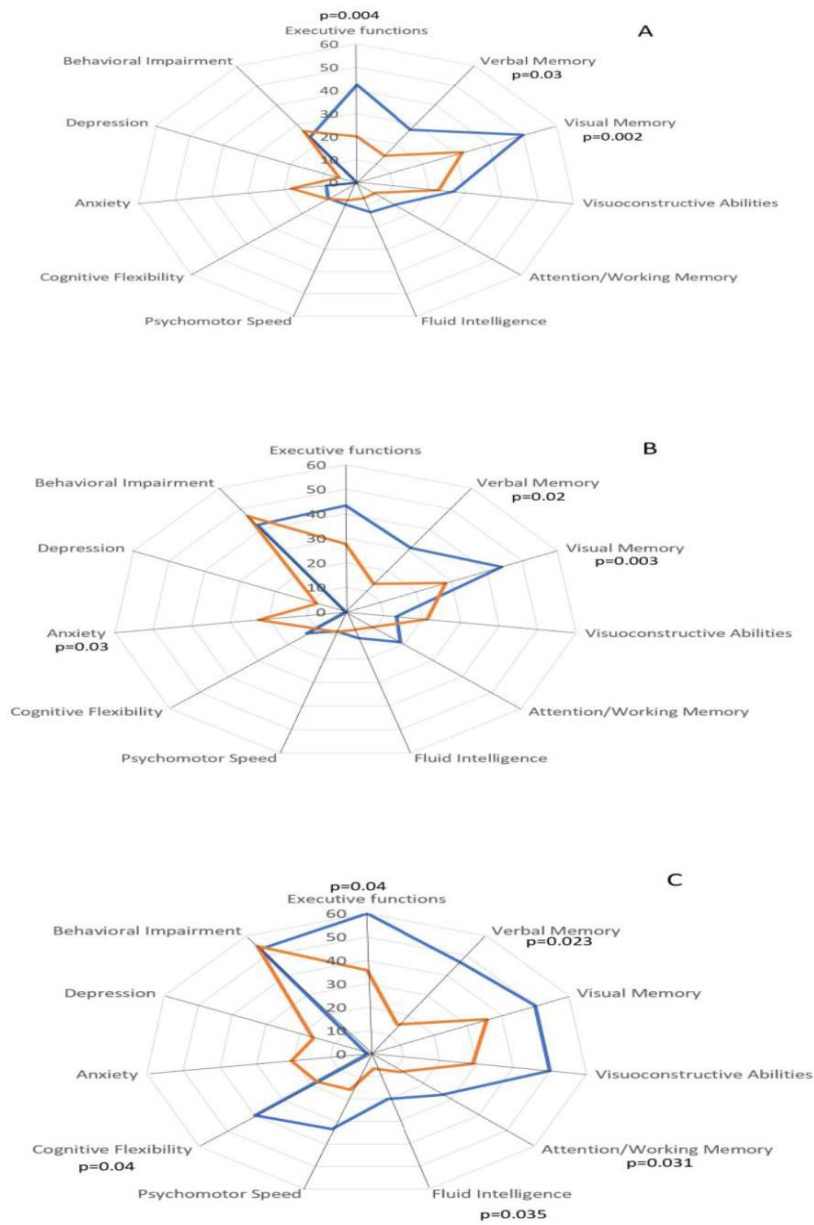 p=0.004
Executive functions
A
60
50
40
30
20
10
0
Verbal Memory
p=0.03
Visual Memory
p=0.002
Visuoconstructive Abilities
Attention/Working Memory
Fluid Intelligence
Psychomotor Speed
Cognitive Flexibility
Anxiety
Depression
Behavioral Impairment
Executive functions
B
60
50
40
30
20
10
0
Verbal Memory
p=0.02
Visual Memory
p=0.003
Visuoconstructive Abilities
Attention/Working Memory
Fluid Intelligence
Psychomotor Speed
Cognitive Flexibility
Anxiety
p=0.03
Depression
Behavioral Impairment
p=0.04
Executive functions
C
60
50
40
30
20
10
0
Verbal Memory
p=0.023
Visual Memory
Visuoconstructive Abilities
Attention/Working Memory
p=0.031
Fluid Intelligence
p=0.035
Psychomotor Speed
Cognitive Flexibility
p=0.04
Anxiety
Depression
Behavioral Impairment